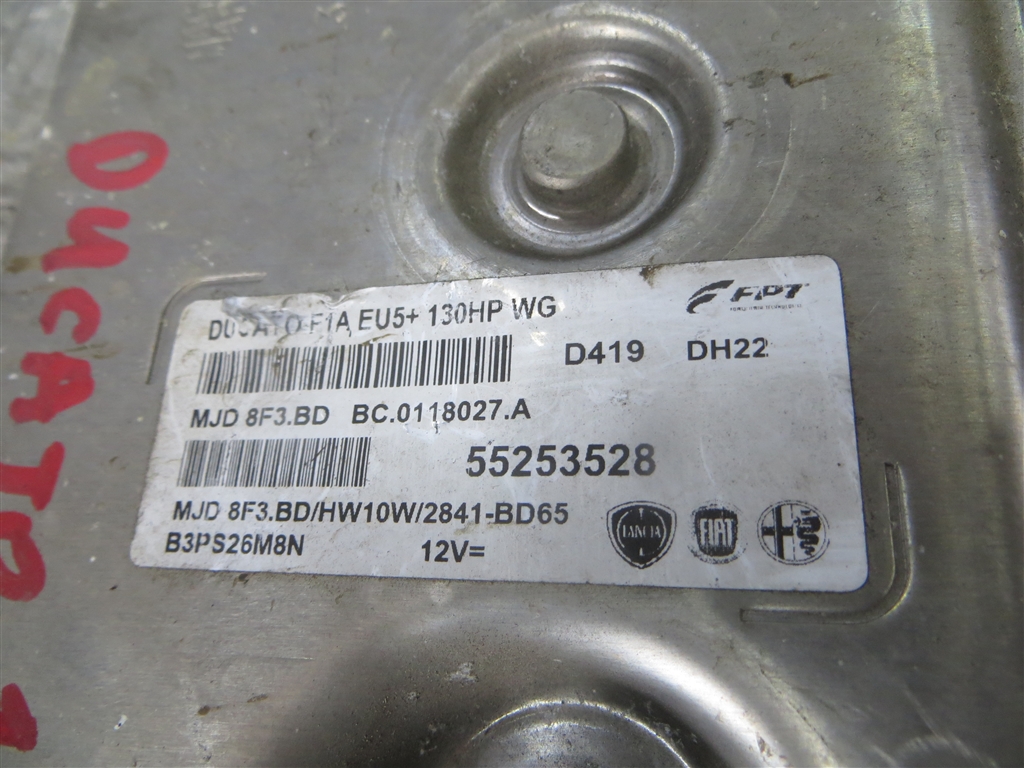 DUCATO F1A EU5+ 130HP WG
FPT
D419 DH22
MJD 8F3.BD BC.0118027.A
55253528
MJD 8F3.BD/HW10W/2841-BD65
B3PS26M8N 12V=
LANCIA FIAT